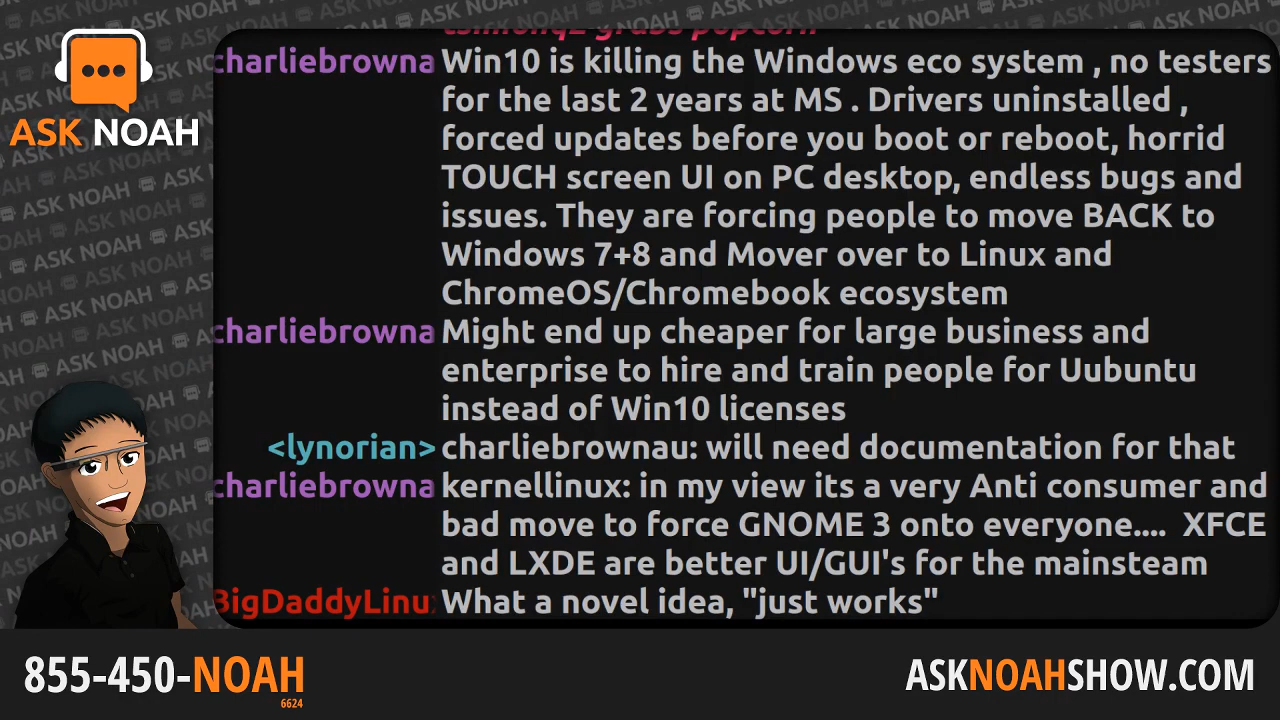 ASK NOAH
tsimonq2 grabs popcorn
charliebrowna Win10 is killing the Windows eco system , no testers
for the last 2 years at MS . Drivers uninstalled ,
forced updates before you boot or reboot, horrid
TOUCH screen UI on PC desktop, endless bugs and
issues. They are forcing people to move BACK to
Windows 7+8 and Mover over to Linux and
ChromeOS/Chromebook ecosystem
charliebrowna Might end up cheaper for large business and
enterprise to hire and train people for Uubuntu
instead of Win10 licenses
<lynorian> charliebrownau: will need documentation for that
charliebrowna kernellinux: in my view its a very Anti consumer and
bad move to force GNOME 3 onto everyone.... XFCE
and LXDE are better UI/GUI's for the mainsteam
BigDaddyLinu What a novel idea, "just works"
855-450-NOAH
6624
ASKNOAHSHOW.COM